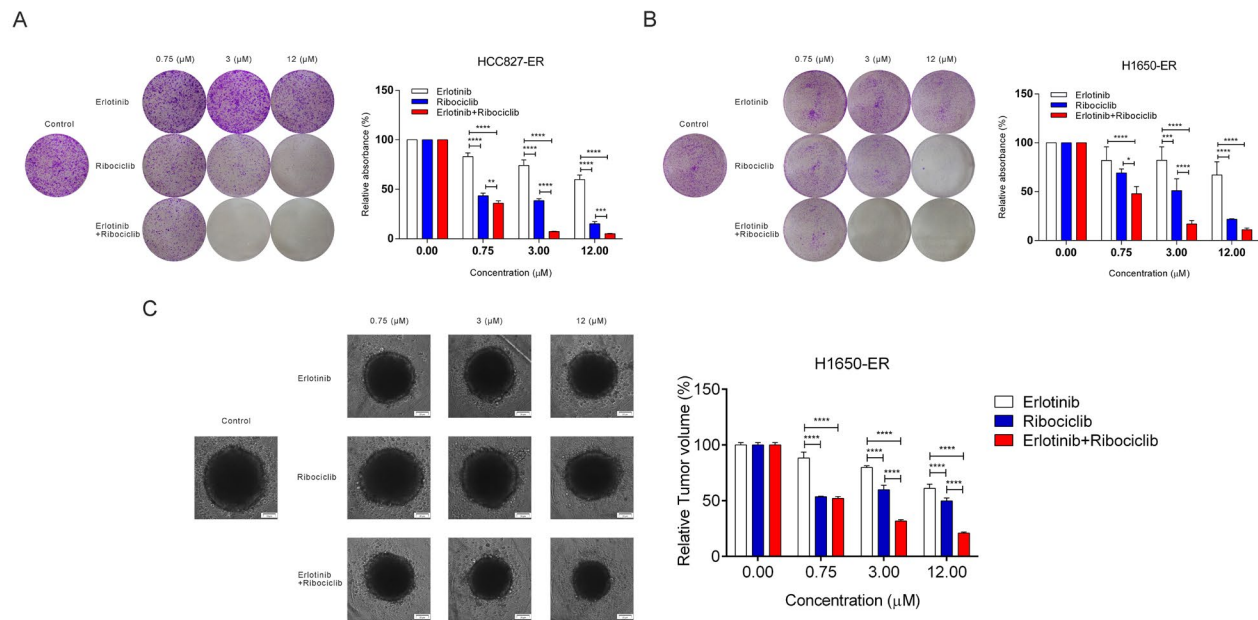 A
0.75 (μM) 3 (μM) 12 (μM)
Erlotinib
Control
Ribociclib
Erlotinib
+Ribociclib
HCC827-ER
Erlotinib
Ribociclib
Erlotinib+Ribociclib
Relative absorbance (%)
150
100
50
0
**** **** ** **** **** **** **** **** ***
0.00 0.75 3.00 12.00
Concentration (μM)
B
0.75 (μM) 3 (μM) 12 (μM)
Erlotinib
Control
Ribociclib
Erlotinib
+Ribociclib
H1650-ER
Erlotinib
Ribociclib
Erlotinib+Ribociclib
Relative absorbance (%)
150
100
50
0
**** * **** *** **** **** ****
0.00 0.75 3.00 12.00
Concentration (μM)
C
0.75 (μM) 3 (μM) 12 (μM)
Erlotinib
Control
Ribociclib
Erlotinib
+Ribociclib
H1650-ER
Erlotinib
Ribociclib
Erlotinib+Ribociclib
Relative Tumor volume (%)
150
100
50
0
**** **** **** **** **** **** **** ****
0.00 0.75 3.00 12.00
Concentration (μM)